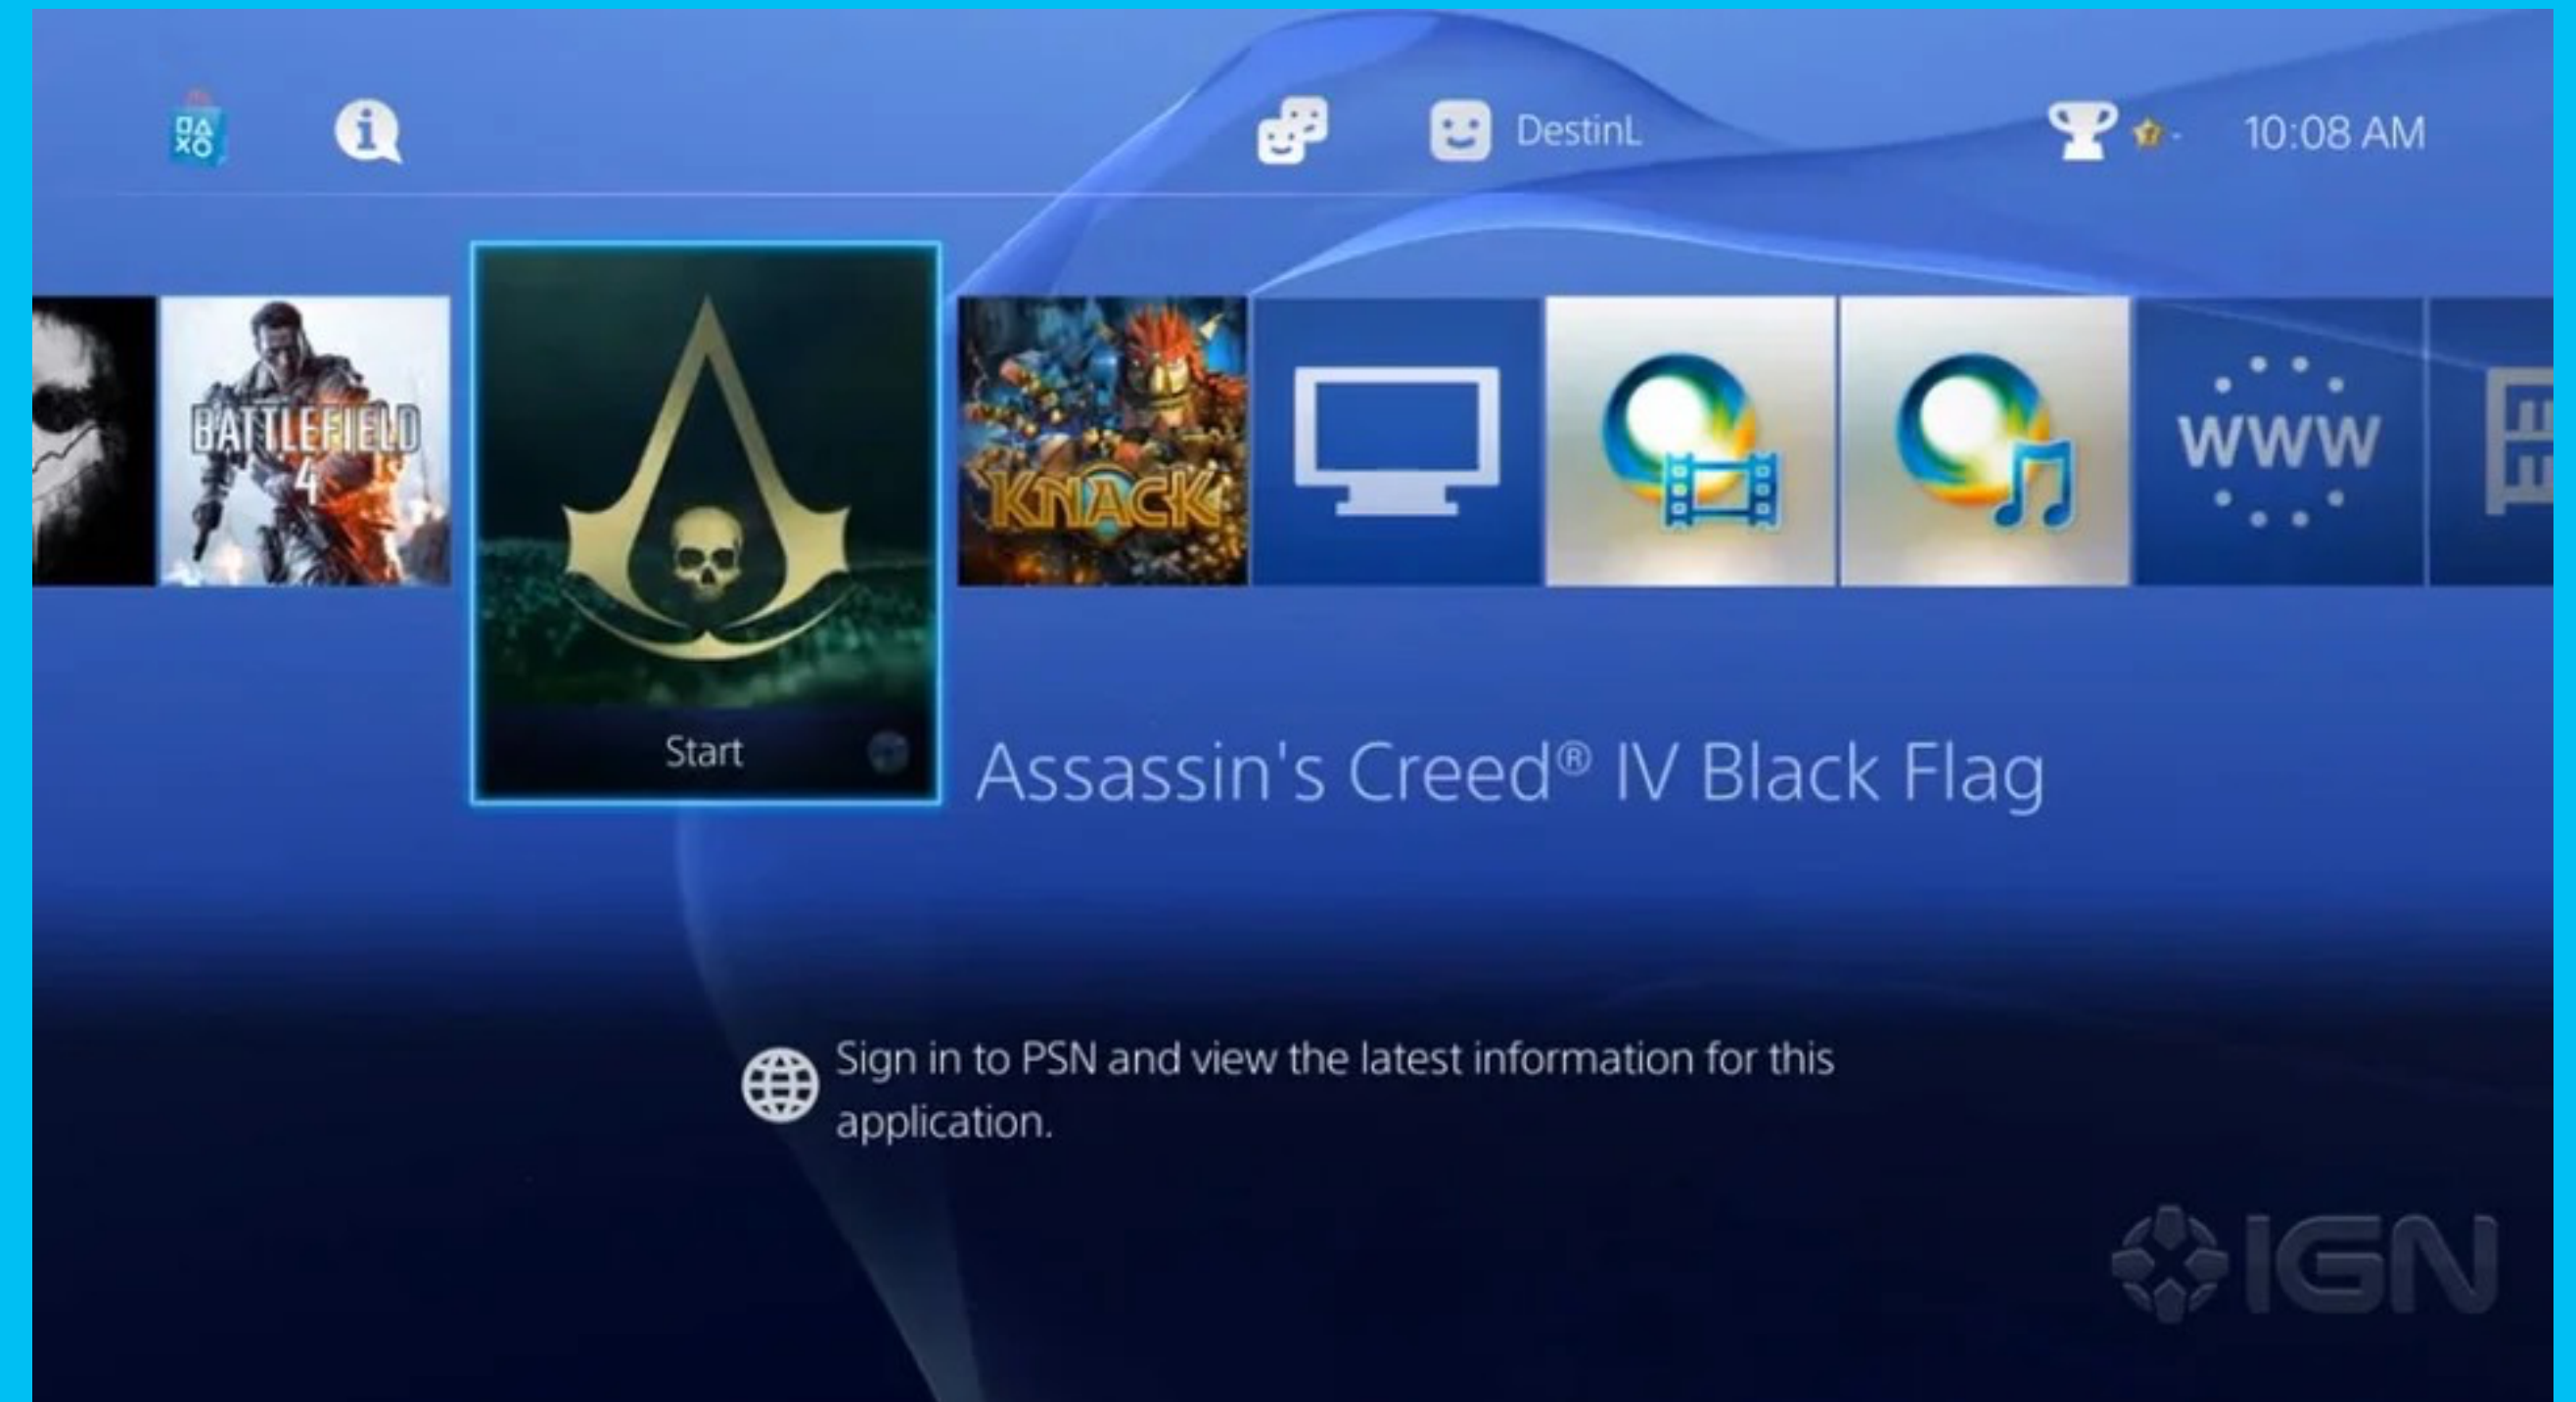 DestinL
10:08 AM
BATTLEFIELD
4
KNACK
WWW
Start
Assassin's Creed® IV Black Flag
Sign in to PSN and view the latest information for this
application.
IGN